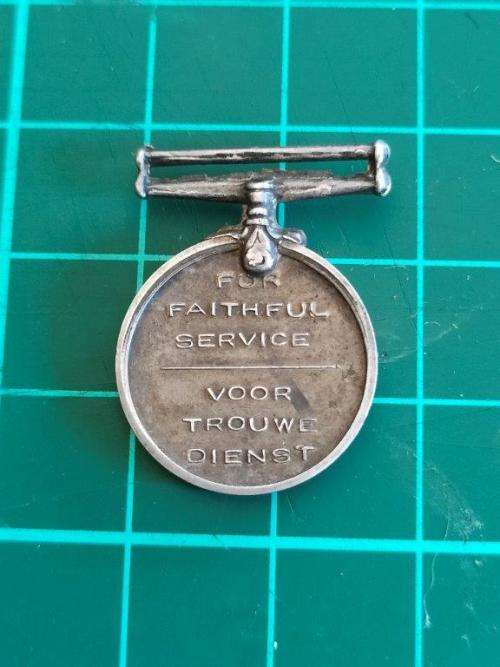 FOR
FAITHFUL
SERVICE
VOOR
TROUWE
DIENST